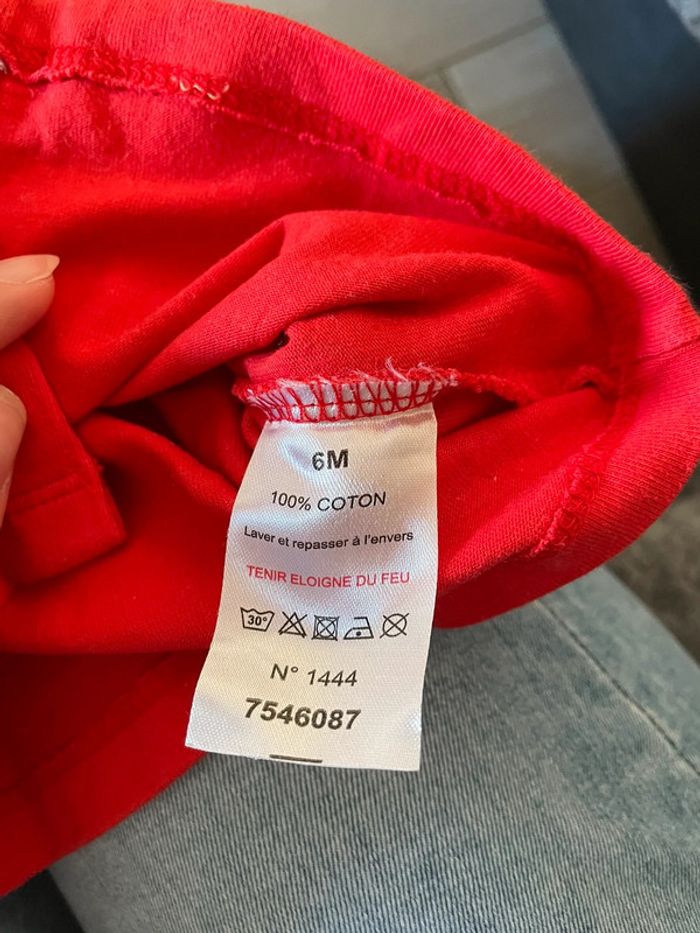 6M
100% COTON
Laver et repasser à l'envers
TENIR ELOIGNE DU FEU
30°
N° 1444
7546087